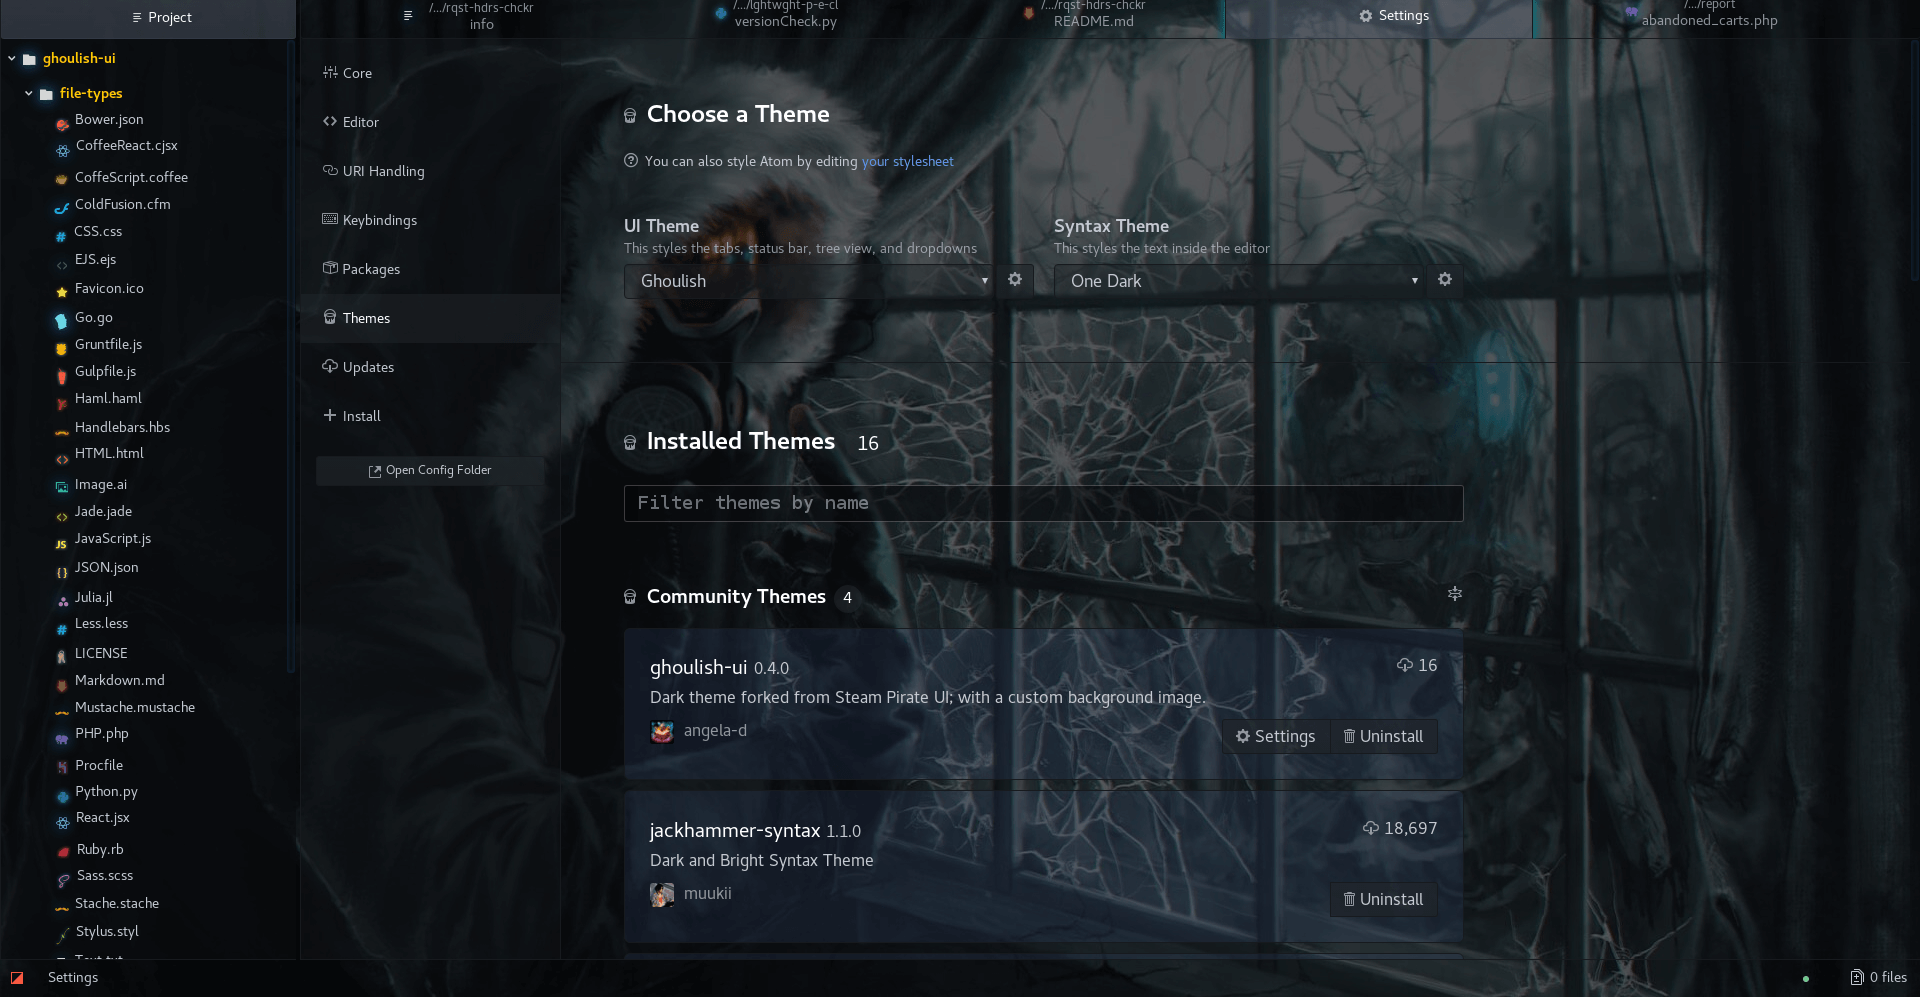 Project
/.../rqst-hdrs-chckr
info
/.../lghtwght-p-e-cl
versionCheck.py
/.../rqst-hdrs-chckr
README.md
Settings
/.../report
abandoned_carts.php
ghoulish-ui
file-types
Bower.json
CoffeeReact.cjsx
CoffeScript.coffee
ColdFusion.cfm
CSS.css
EJS.ejs
Favicon.ico
Go.go
Gruntfile.js
Gulpfile.js
Haml.haml
Handlebars.hbs
HTML.html
Image.ai
Jade.jade
JavaScript.js
JSON.json
Julia.jl
Less.less
LICENSE
Markdown.md
Mustache.mustache
PHP.php
Procfile
Python.py
React.jsx
Ruby.rb
Sass.scss
Stache.stache
Stylus.styl
Text.txt
Core
Editor
URI Handling
Keybindings
Packages
Themes
Updates
Install
Open Config Folder
Choose a Theme
You can also style Atom by editing your stylesheet
UI Theme
This styles the tabs, status bar, tree view, and dropdowns
Ghoulish
Syntax Theme
This styles the text inside the editor
One Dark
Installed Themes 16
Filter themes by name
Community Themes 4
ghoulish-ui 0.4.0
16
Dark theme forked from Steam Pirate UI; with a custom background image.
angela-d
Settings
Uninstall
jackhammer-syntax 1.1.0
18,697
Dark and Bright Syntax Theme
muukii
Uninstall
Settings
0 files